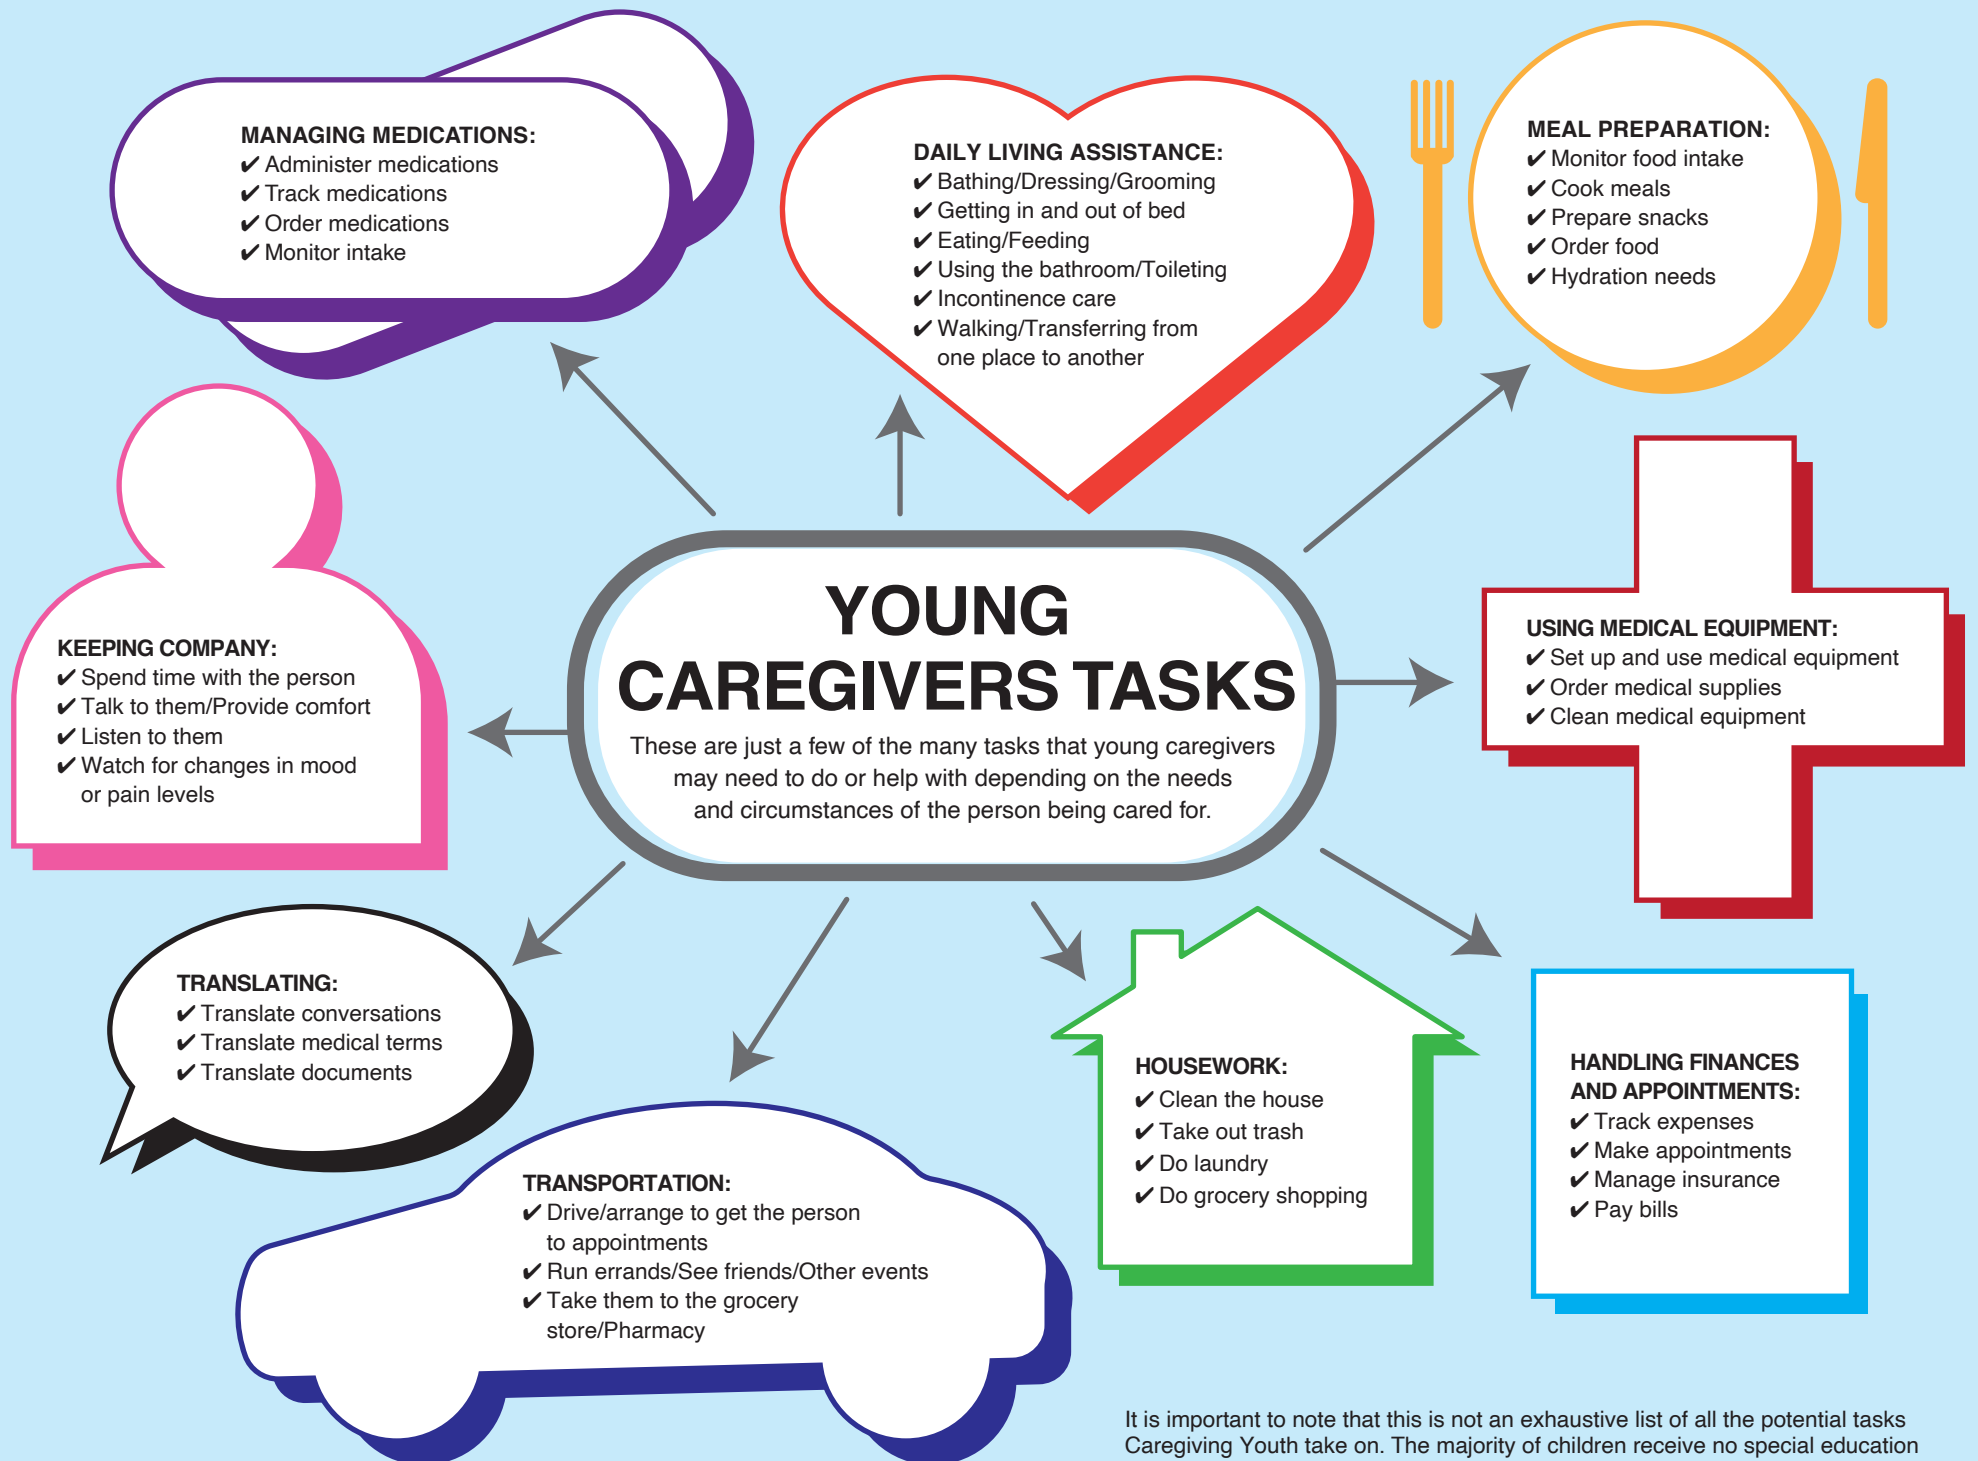 MANAGING MEDICATIONS:
✔ Administer medications
✔ Track medications
✔ Order medications
✔ Monitor intake
DAILY LIVING ASSISTANCE:
✔ Bathing/Dressing/Grooming
✔ Getting in and out of bed
✔ Eating/Feeding
✔ Using the bathroom/Toileting
✔ Incontinence care
✔ Walking/Transferring from
one place to another
MEAL PREPARATION:
✔ Monitor food intake
✔ Cook meals
✔ Prepare snacks
✔ Order food
✔ Hydration needs
KEEPING COMPANY:
✔ Spend time with the person
✔ Talk to them/Provide comfort
✔ Listen to them
✔ Watch for changes in mood
or pain levels
YOUNG
CAREGIVERS TASKS
These are just a few of the many tasks that young caregivers
may need to do or help with depending on the needs
and circumstances of the person being cared for.
USING MEDICAL EQUIPMENT:
✔ Set up and use medical equipment
✔ Order medical supplies
✔ Clean medical equipment
TRANSLATING:
✔ Translate conversations
✔ Translate medical terms
✔ Translate documents
TRANSPORTATION:
✔ Drive/arrange to get the person
to appointments
✔ Run errands/See friends/Other events
✔ Take them to the grocery
store/Pharmacy
HOUSEWORK:
✔ Clean the house
✔ Take out trash
✔ Do laundry
✔ Do grocery shopping
HANDLING FINANCES
AND APPOINTMENTS:
✔ Track expenses
✔ Make appointments
✔ Manage insurance
✔ Pay bills
It is important to note that this is not an exhaustive list of all the potential tasks
Caregiving Youth take on. The majority of children receive no special education